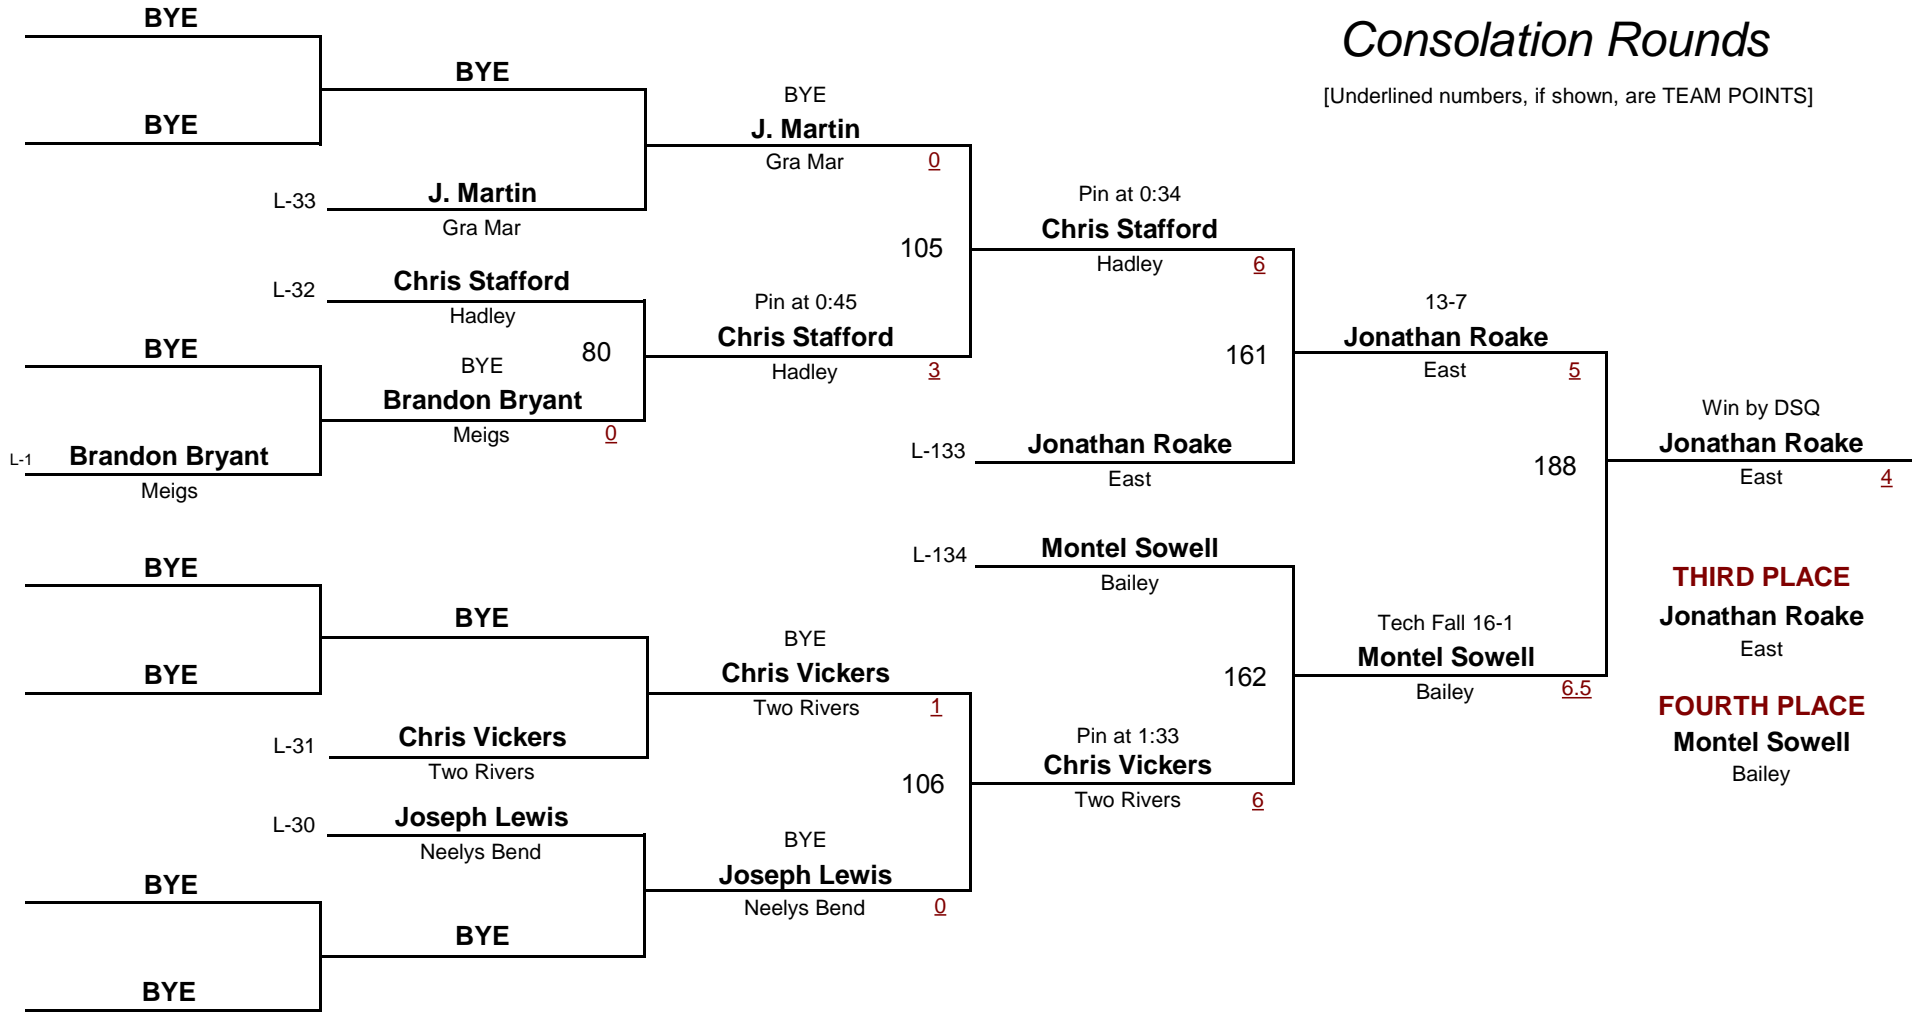 Consolation Rounds
[Underlined numbers, if shown, are TEAM POINTS]
BYE
BYE
L-1
BYE
Brandon Bryant
Meigs
BYE
BYE
BYE
BYE
BYE
L-33
J. Martin
Gra Mar
L-32
Chris Stafford
Hadley
80
BYE
Brandon Bryant
Meigs
0
BYE
L-31
Chris Vickers
Two Rivers
L-30
Joseph Lewis
Neelys Bend
BYE
BYE
J. Martin
Gra Mar
0
105
Pin at 0:45
Chris Stafford
Hadley
3
BYE
Chris Vickers
Two Rivers
1
106
BYE
Joseph Lewis
Neelys Bend
0
Pin at 0:34
Chris Stafford
Hadley
6
161
L-133
Jonathan Roake
East
L-134
Montel Sowell
Bailey
162
Pin at 1:33
Chris Vickers
Two Rivers
6
13-7
Jonathan Roake
East
5
188
Tech Fall 16-1
Montel Sowell
Bailey
6.5
Win by DSQ
Jonathan Roake
East
4
THIRD PLACE
Jonathan Roake
East
FOURTH PLACE
Montel Sowell
Bailey